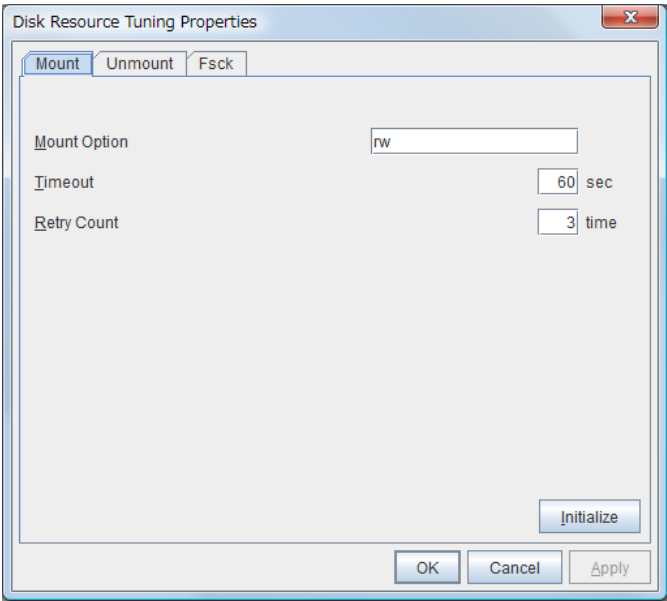 Disk Resource Tuning Properties
x
Mount Unmount Fsck
Mount Option rw
Timeout 60 sec
Retry Count 3 time
Initialize
OK Cancel Apply